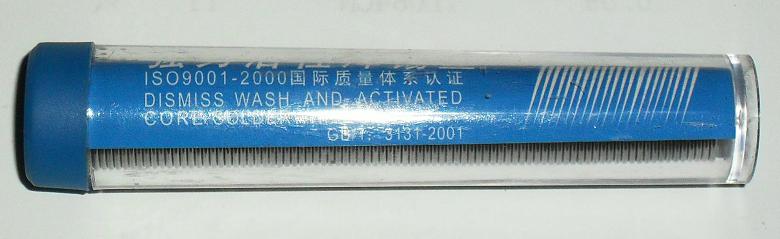 ISO9001-2000国际质量体系认证
DISMISS WASH AND ACTIVATED
CORE SOLDER
GB/T: 3131-2001